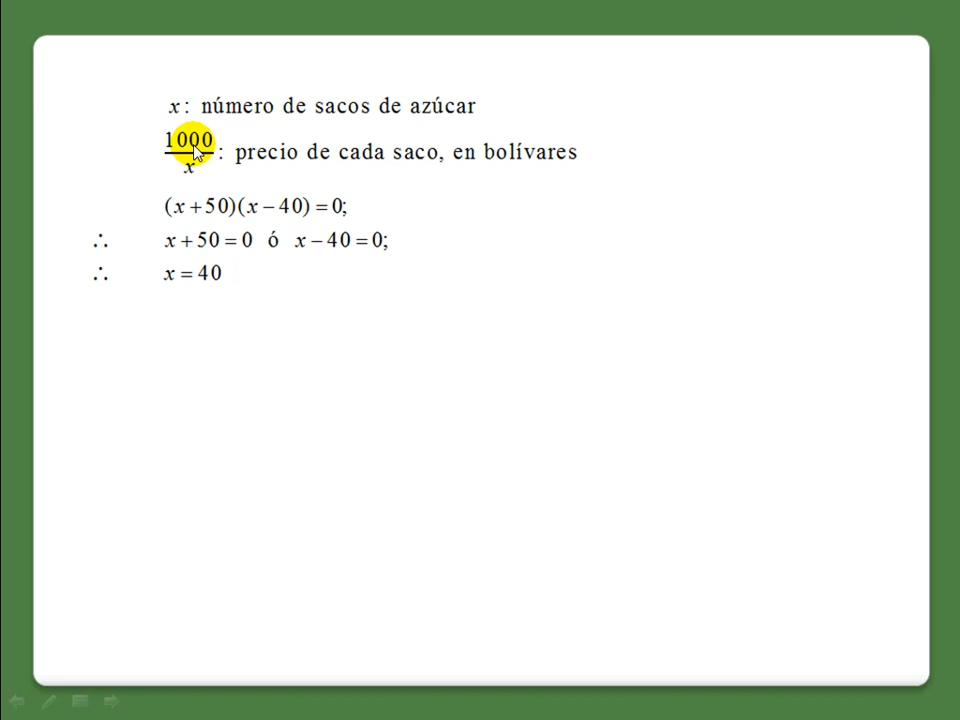 x: número de sacos de azúcar
1000/x : precio de cada saco, en bolívares
(x+50)(x−40)=0;
∴ x+50=0 ó x−40=0;
∴ x=40